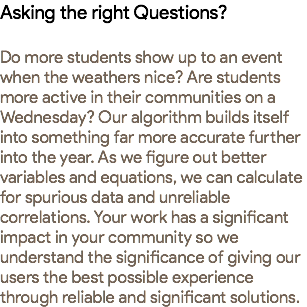 Asking the right Questions?
Do more students show up to an event
when the weathers nice? Are students
more active in their communities on a
Wednesday? Our algorithm builds itself
into something far more accurate further
into the year. As we figure out better
variables and equations, we can calculate
for spurious data and unreliable
correlations. Your work has a significant
impact in your community so we
understand the significance of giving our
users the best possible experience
through reliable and significant solutions.